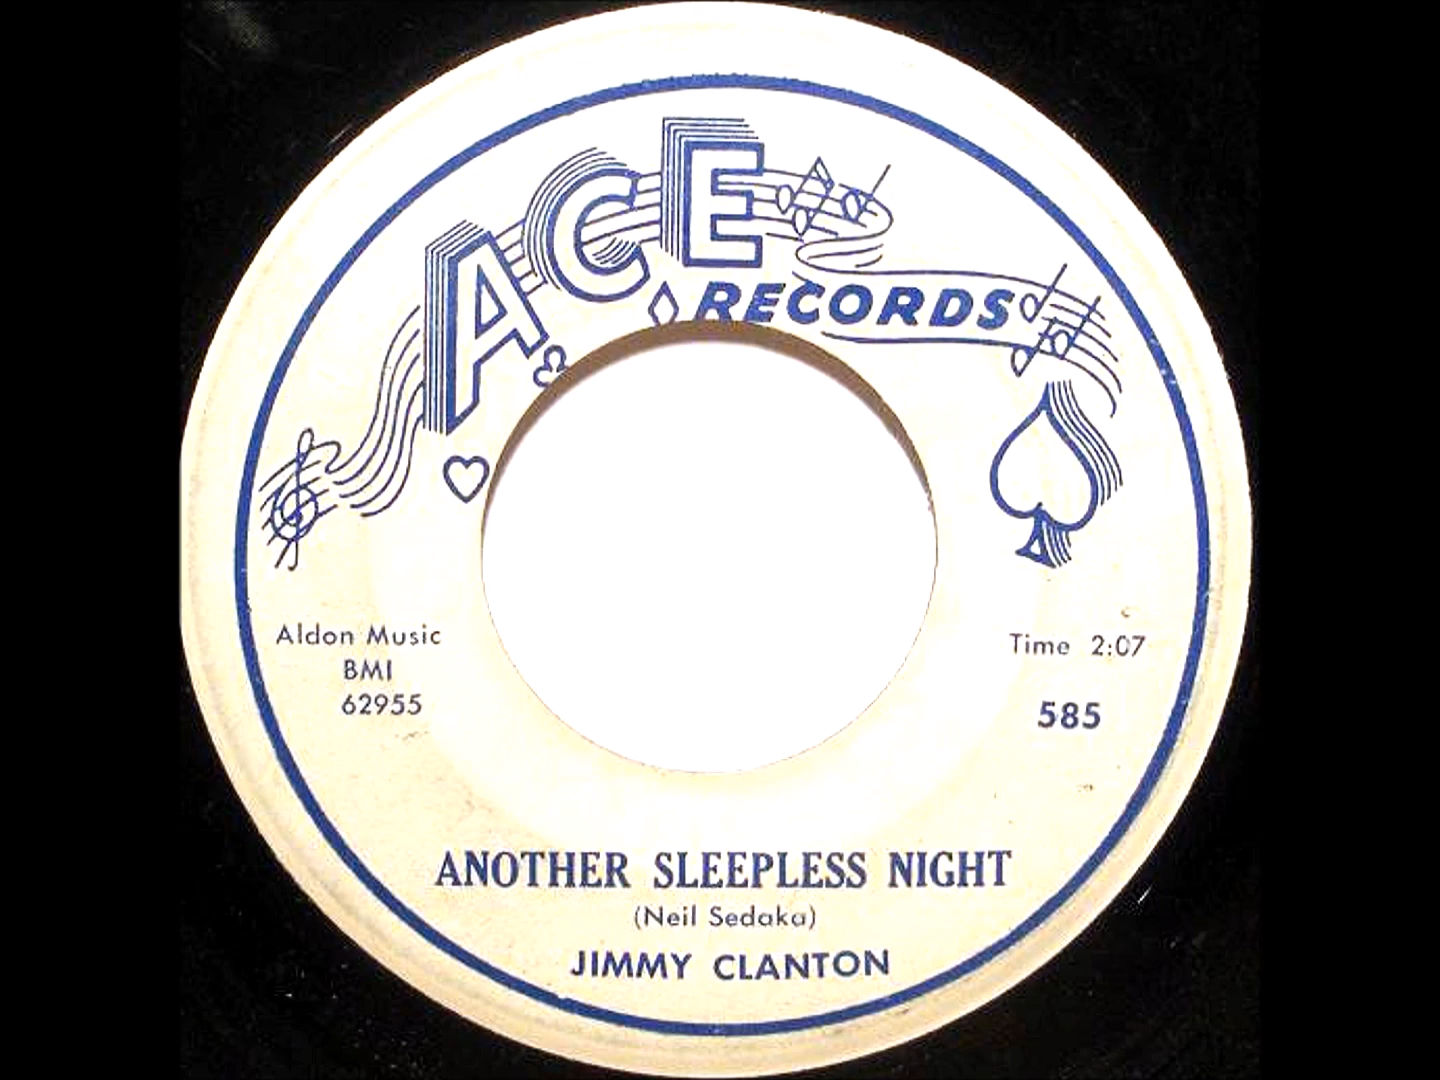 ACE
RECORDS
Aldon Music
BMI
62955
Time 2:07
585
ANOTHER SLEEPLESS NIGHT
(Neil Sedaka)
JIMMY CLANTON